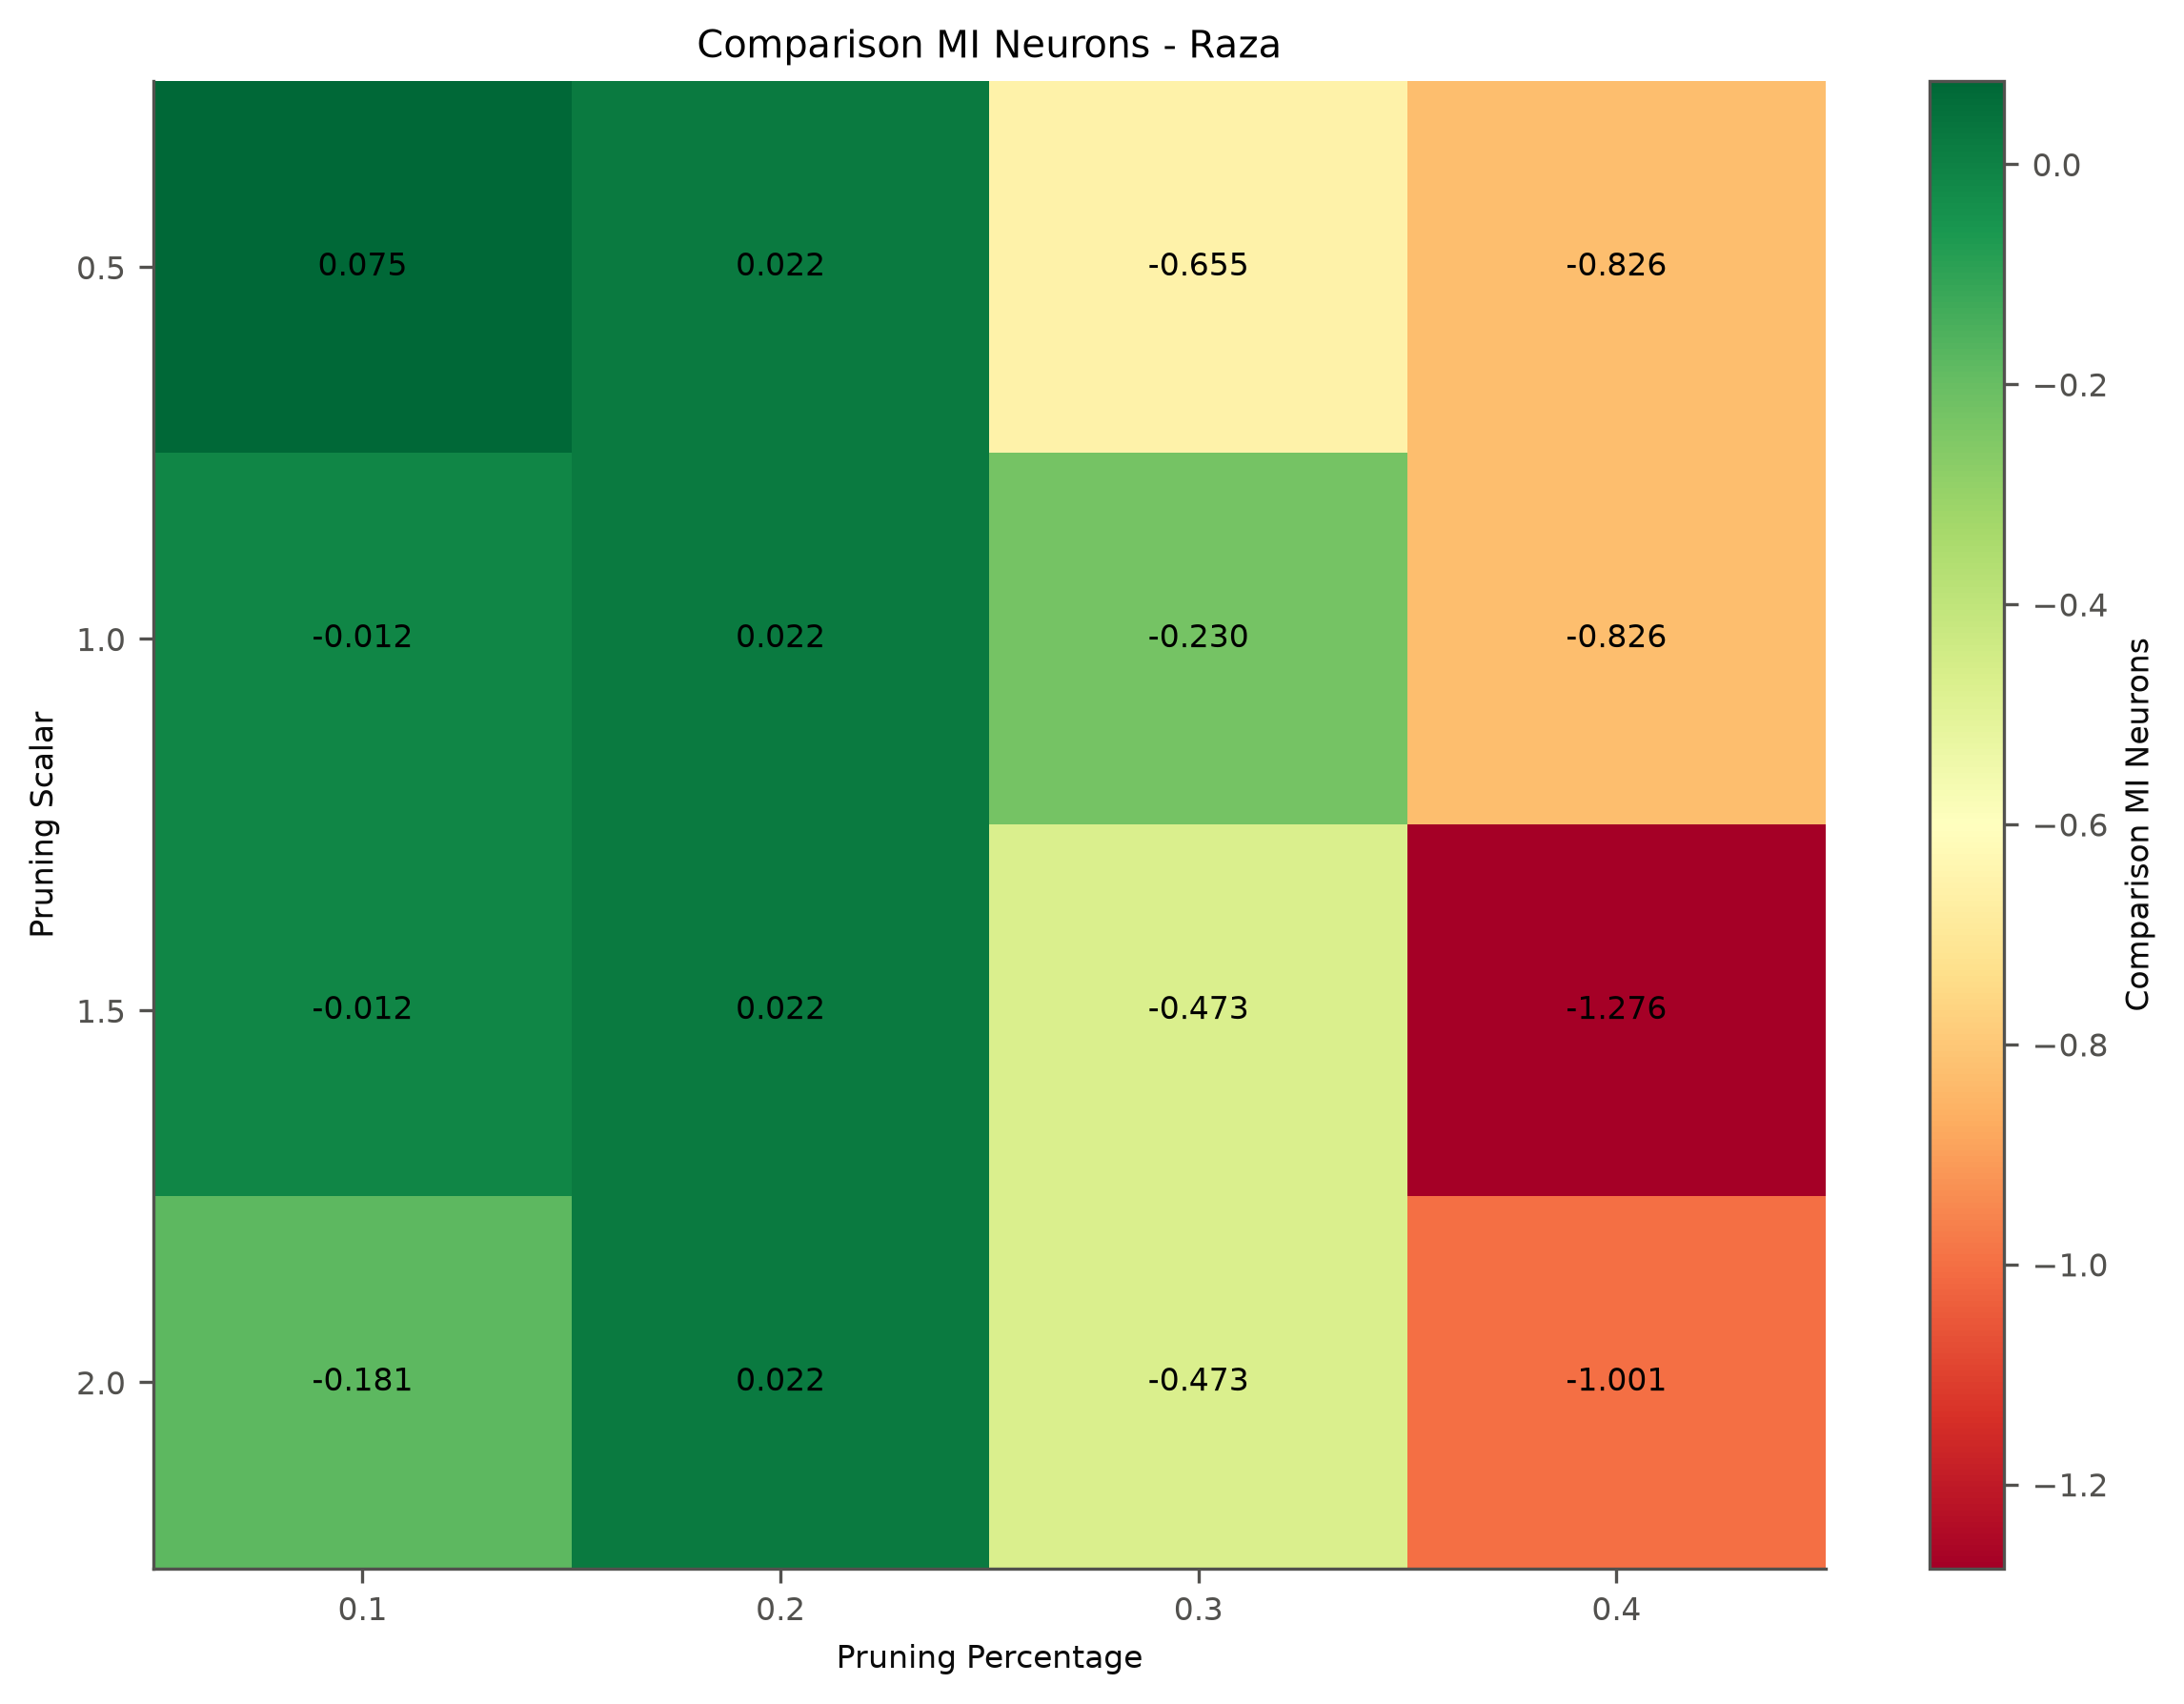 Comparison MI Neurons - Raza
0.5 0.075 0.022 -0.655 -0.826
1.0 -0.012 0.022 -0.230 -0.826
1.5 -0.012 0.022 -0.473 -1.276
2.0 -0.181 0.022 -0.473 -1.001
0.1 0.2 0.3 0.4
Pruning Percentage
Pruning Scalar
0.0
−0.2
−0.4
−0.6
−0.8
−1.0
−1.2
Comparison MI Neurons